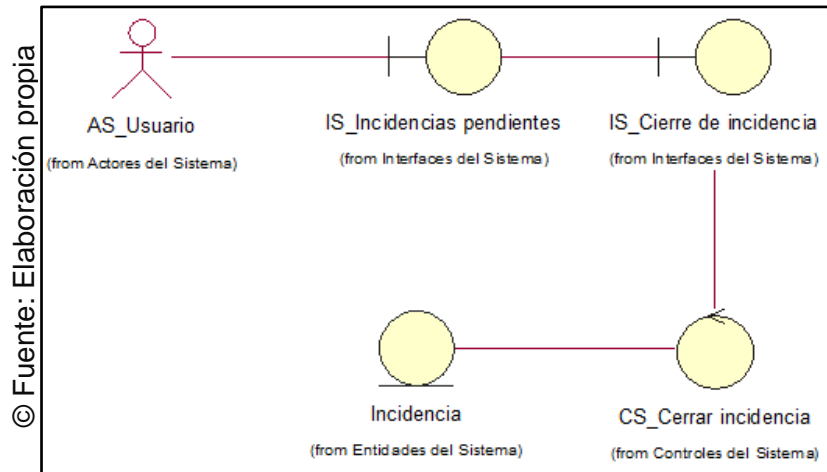 © Fuente: Elaboración propia
AS_Usuario
(from Actores del Sistema)
IS_Incidencias pendientes
(from Interfaces del Sistema)
IS_Cierre de incidencia
(from Interfaces del Sistema)
Incidencia
(from Entidades del Sistema)
CS_Cerrar incidencia
(from Controles del Sistema)